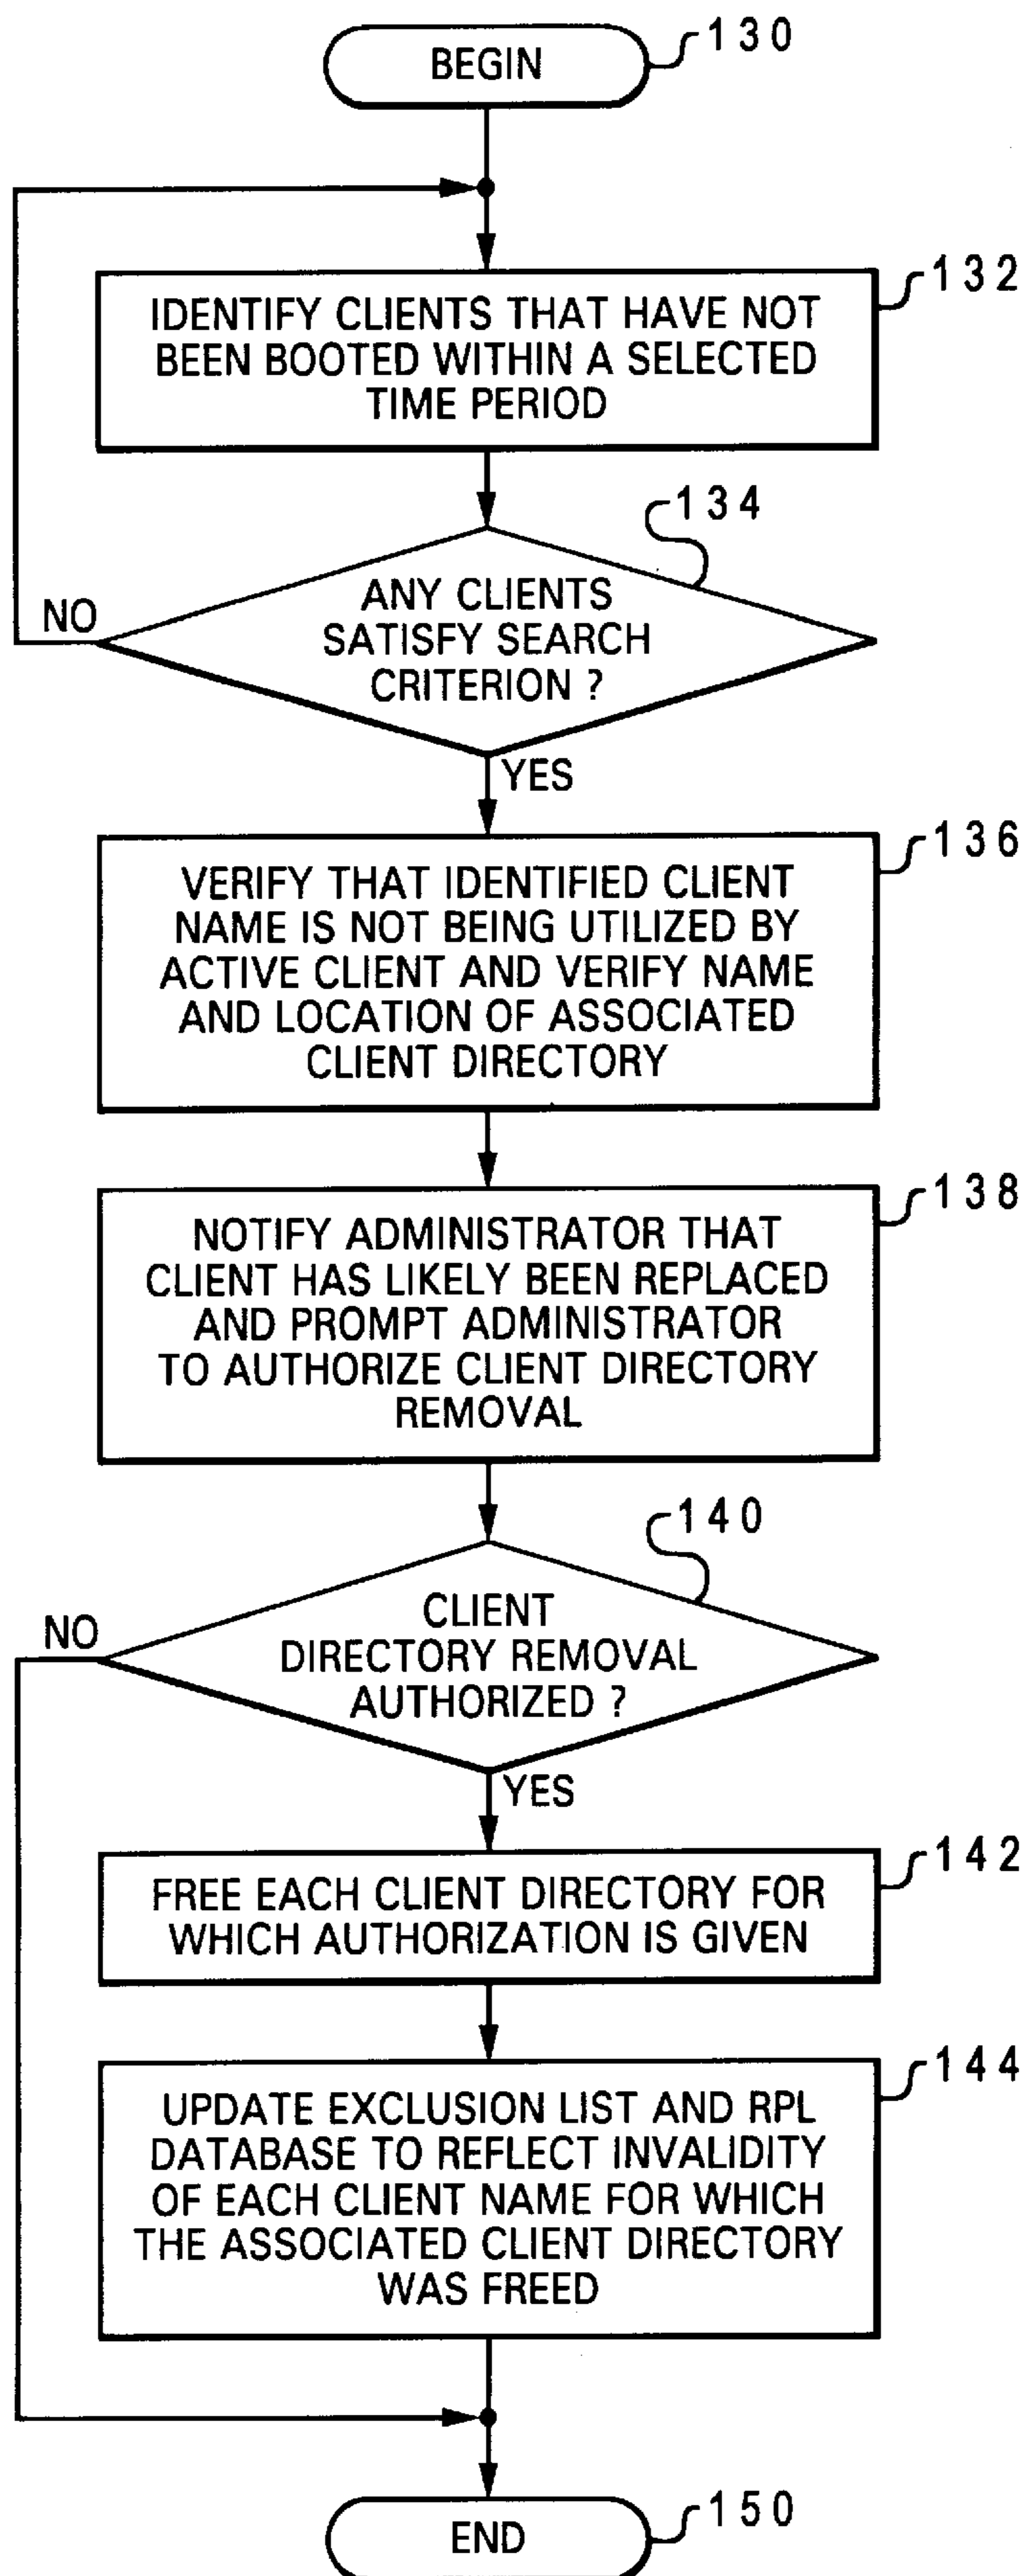 BEGIN
130
132
IDENTIFY CLIENTS THAT HAVE NOT
BEEN BOOTED WITHIN A SELECTED
TIME PERIOD
134
ANY CLIENTS
SATISFY SEARCH
CRITERION ?
NO
YES
136
VERIFY THAT IDENTIFIED CLIENT
NAME IS NOT BEING UTILIZED BY
ACTIVE CLIENT AND VERIFY NAME
AND LOCATION OF ASSOCIATED
CLIENT DIRECTORY
138
NOTIFY ADMINISTRATOR THAT
CLIENT HAS LIKELY BEEN REPLACED
AND PROMPT ADMINISTRATOR
TO AUTHORIZE CLIENT DIRECTORY
REMOVAL
140
CLIENT
DIRECTORY REMOVAL
AUTHORIZED ?
NO
YES
142
FREE EACH CLIENT DIRECTORY FOR
WHICH AUTHORIZATION IS GIVEN
144
UPDATE EXCLUSION LIST AND RPL
DATABASE TO REFLECT INVALIDITY
OF EACH CLIENT NAME FOR WHICH
THE ASSOCIATED CLIENT DIRECTORY
WAS FREED
END
150